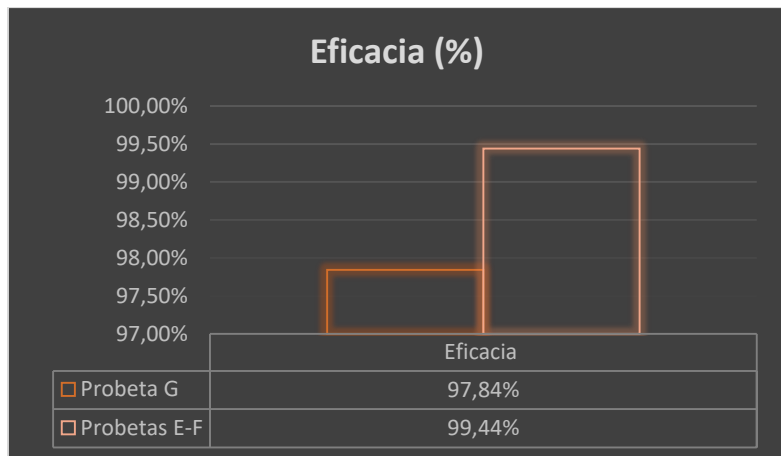 Eficacia (%)
100,00%
99,50%
99,00%
98,50%
98,00%
97,50%
97,00%
Eficacia
Probeta G 97,84%
Probetas E-F 99,44%